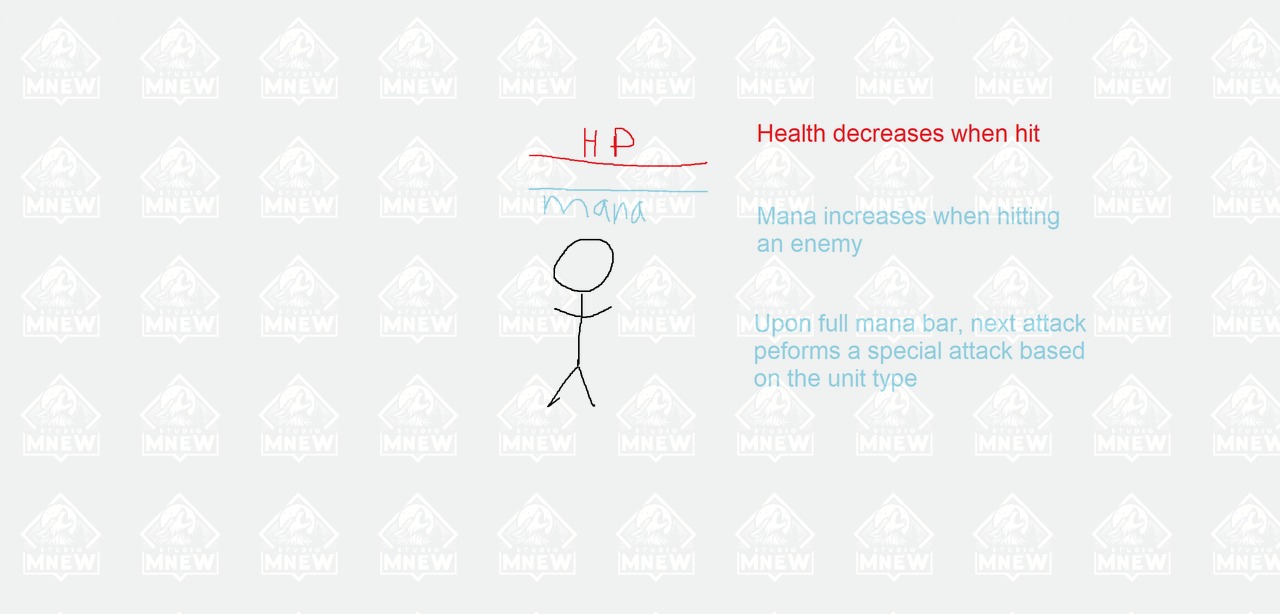 HP
Health decreases when hit
mana
Mana increases when hitting
an enemy
Upon full mana bar, next attack
peforms a special attack based
on the unit type
STUDIO
MNEW